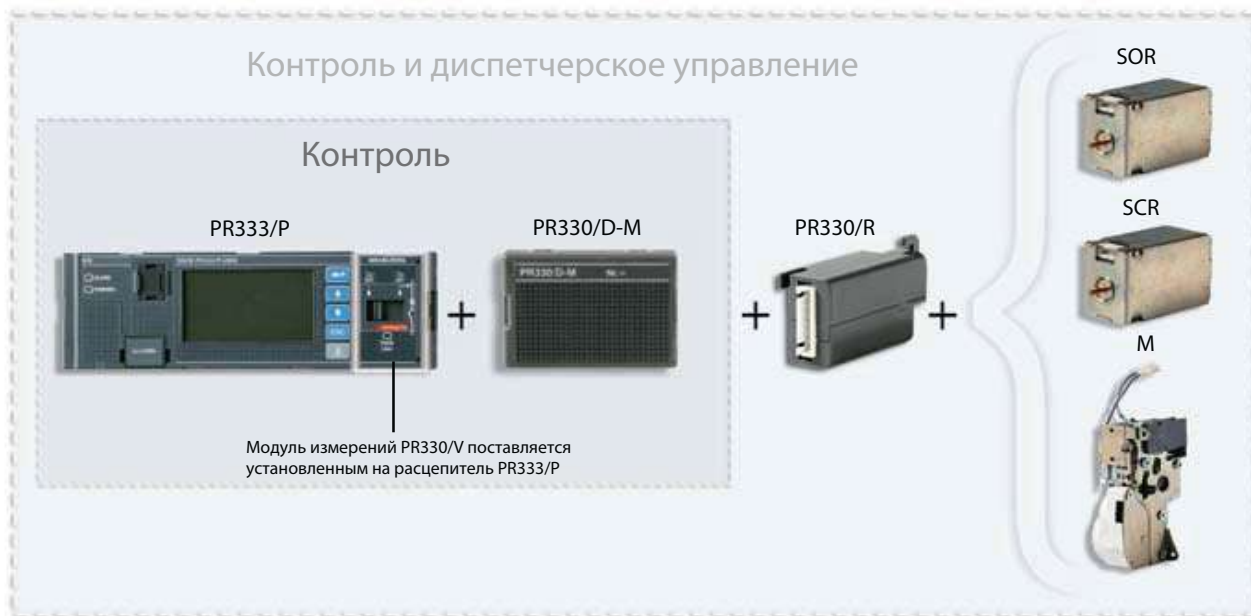 Контроль и диспетчерское управление
SOR
Контроль
PR333/P
PR330/D-M
PR330/R
SCR
PR330/D-M
+
+
+
M
Модуль измерений PR330/V поставляется
установленным на расцепитель PR333/P